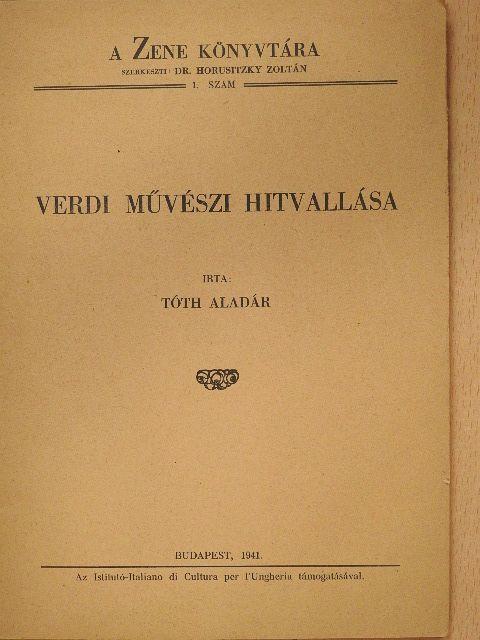 A ZENE KÖNYVTÁRA
SZERKESZTI: DR. HORUSITZKY ZOLTÁN
1. SZÁM
VERDI MŰVÉSZI HITVALLÁSA
IRTA:
TÓTH ALADÁR
BUDAPEST, 1941.
Az Istitutó-Italiano di Cultura per l'Ungheria támogatásával.